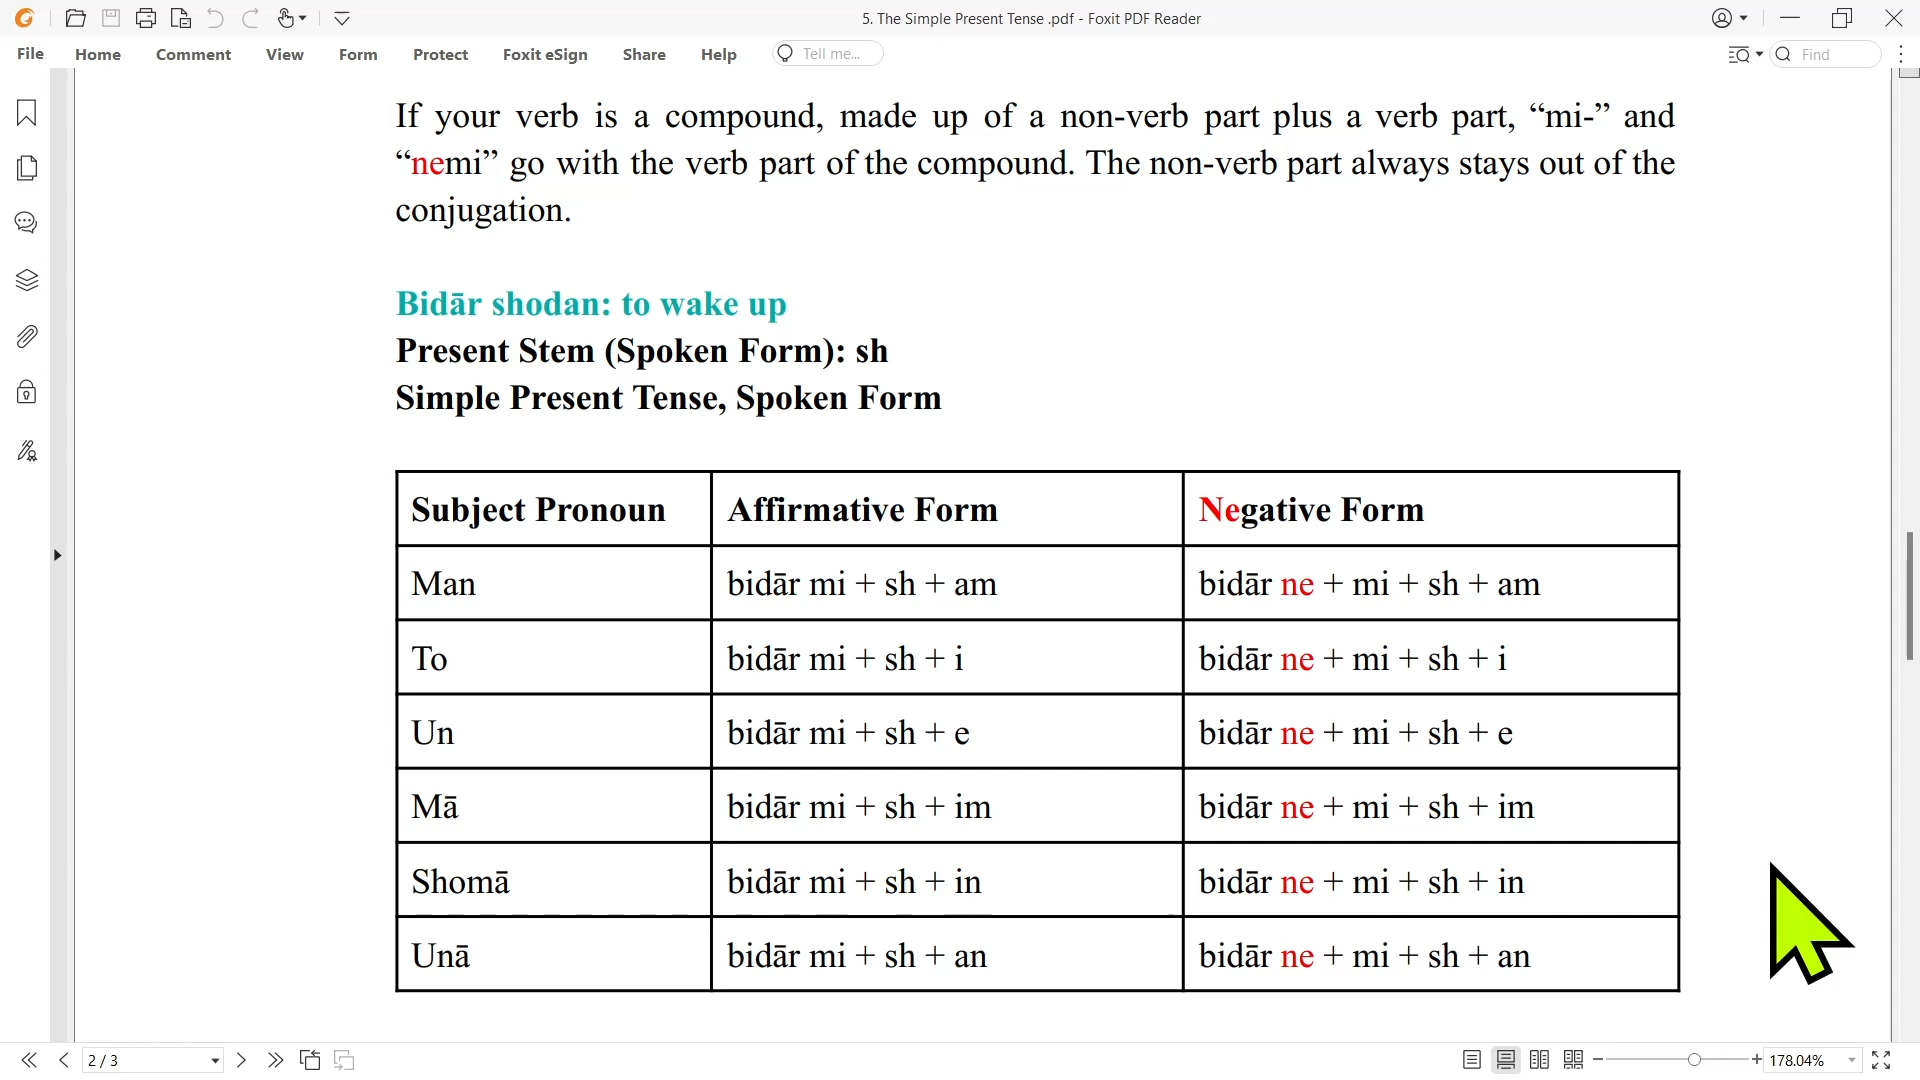 5. The Simple Present Tense .pdf - Foxit PDF Reader
File Home Comment View Form Protect Foxit eSign Share Help Tell me... Find
If your verb is a compound, made up of a non-verb part plus a verb part, “mi-” and
“nemi” go with the verb part of the compound. The non-verb part always stays out of the
conjugation.
Bidār shodan: to wake up
Present Stem (Spoken Form): sh
Simple Present Tense, Spoken Form
Subject Pronoun Affirmative Form Negative Form
Man bidār mi + sh + am bidār ne + mi + sh + am
To bidār mi + sh + i bidār ne + mi + sh + i
Un bidār mi + sh + e bidār ne + mi + sh + e
Mā bidār mi + sh + im bidār ne + mi + sh + im
Shomā bidār mi + sh + in bidār ne + mi + sh + in
Unā bidār mi + sh + an bidār ne + mi + sh + an
2 / 3 178.04%